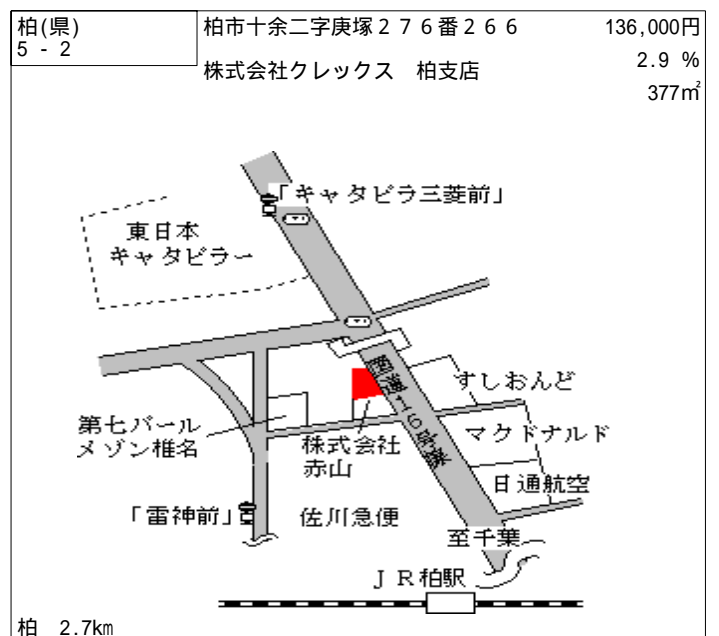 柏(県)
5 - 2
柏市十余二字庚塚２７６番２６６
136,000円
株式会社クレックス　柏支店
2.9 %
377㎡
「キャタピラ三菱前」
東日本
キャタピラー
国道16号線
すしおんど
第七パール
メゾン椎名
株式会社
赤山
マクドナルド
日通航空
「雷神前」
佐川急便
至千葉
ＪＲ柏駅
柏　2.7km